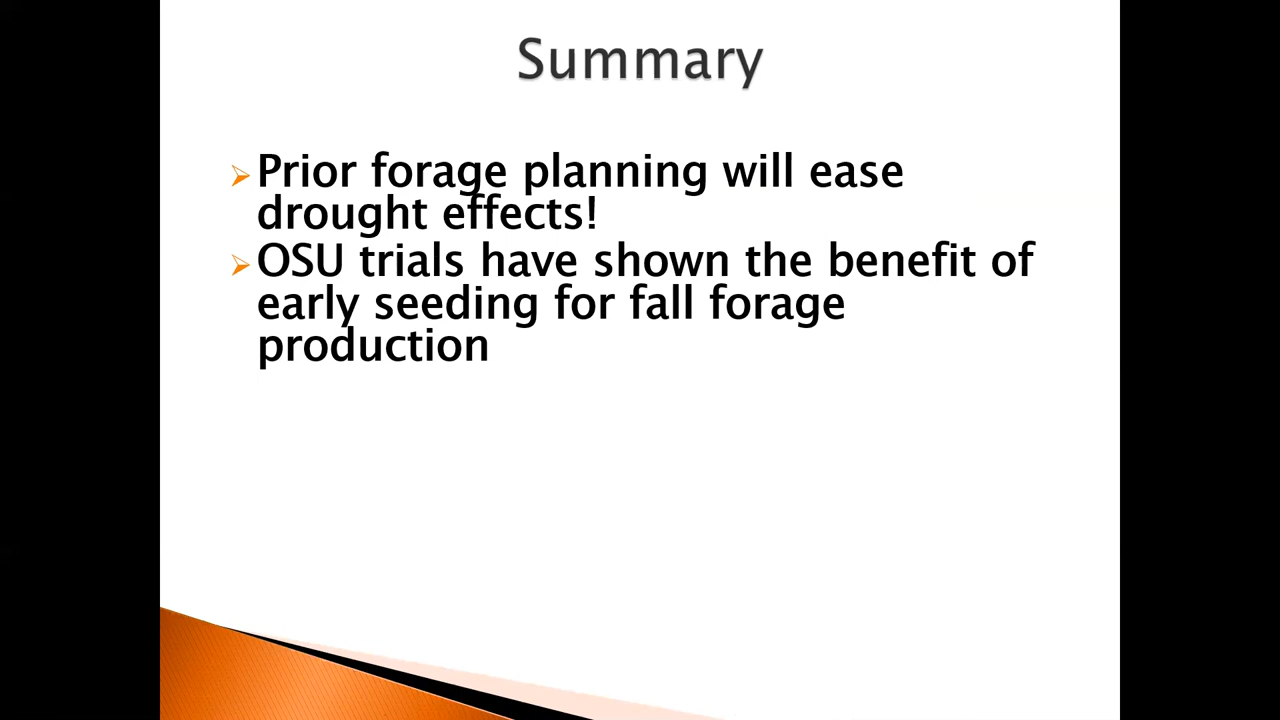 Summary
Prior forage planning will ease
drought effects!
OSU trials have shown the benefit of
early seeding for fall forage
production